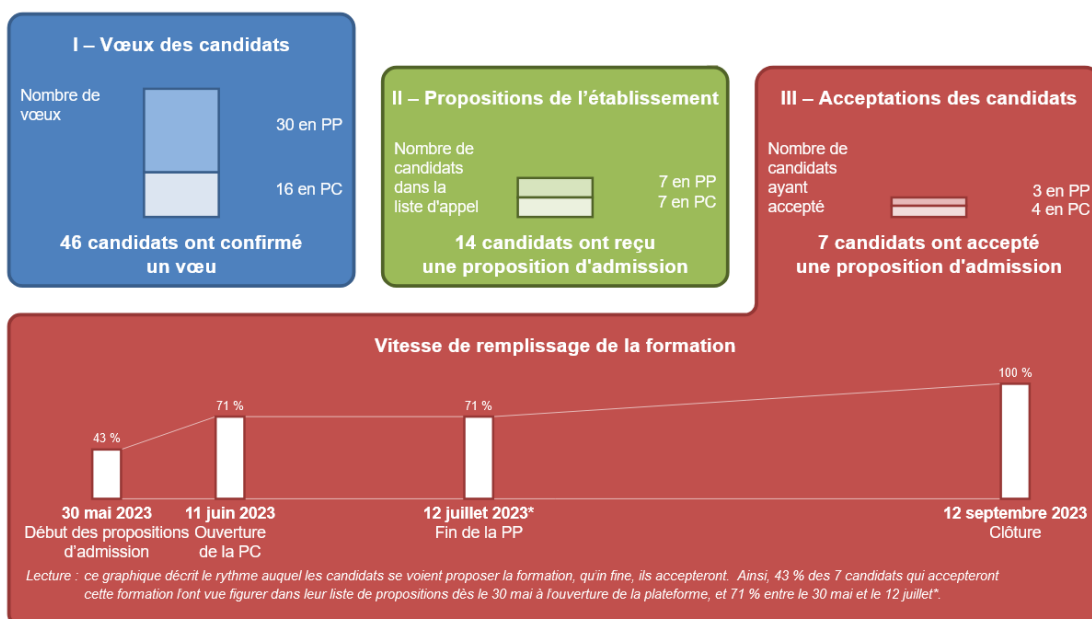 I – Vœux des candidats
Nombre de
vœux
30 en PP
16 en PC
46 candidats ont confirmé
un vœu
II – Propositions de l'établissement
Nombre de
candidats
dans la
liste d'appel
7 en PP
7 en PC
14 candidats ont reçu
une proposition d'admission
III – Acceptations des candidats
Nombre de
candidats
ayant
accepté
3 en PP
4 en PC
7 candidats ont accepté
une proposition d'admission
Vitesse de remplissage de la formation
43 %
71 %
71 %
100 %
30 mai 2023
Début des propositions
d'admission
11 juin 2023
Ouverture
de la PC
12 juillet 2023*
Fin de la PP
12 septembre 2023
Clôture
Lecture : ce graphique décrit le rythme auquel les candidats se voient proposer la formation, qu'in fine, ils accepteront. Ainsi, 43 % des 7 candidats qui accepteront
cette formation l'ont vue figurer dans leur liste de propositions dès le 30 mai à l'ouverture de la plateforme, et 71 % entre le 30 mai et le 12 juillet*.